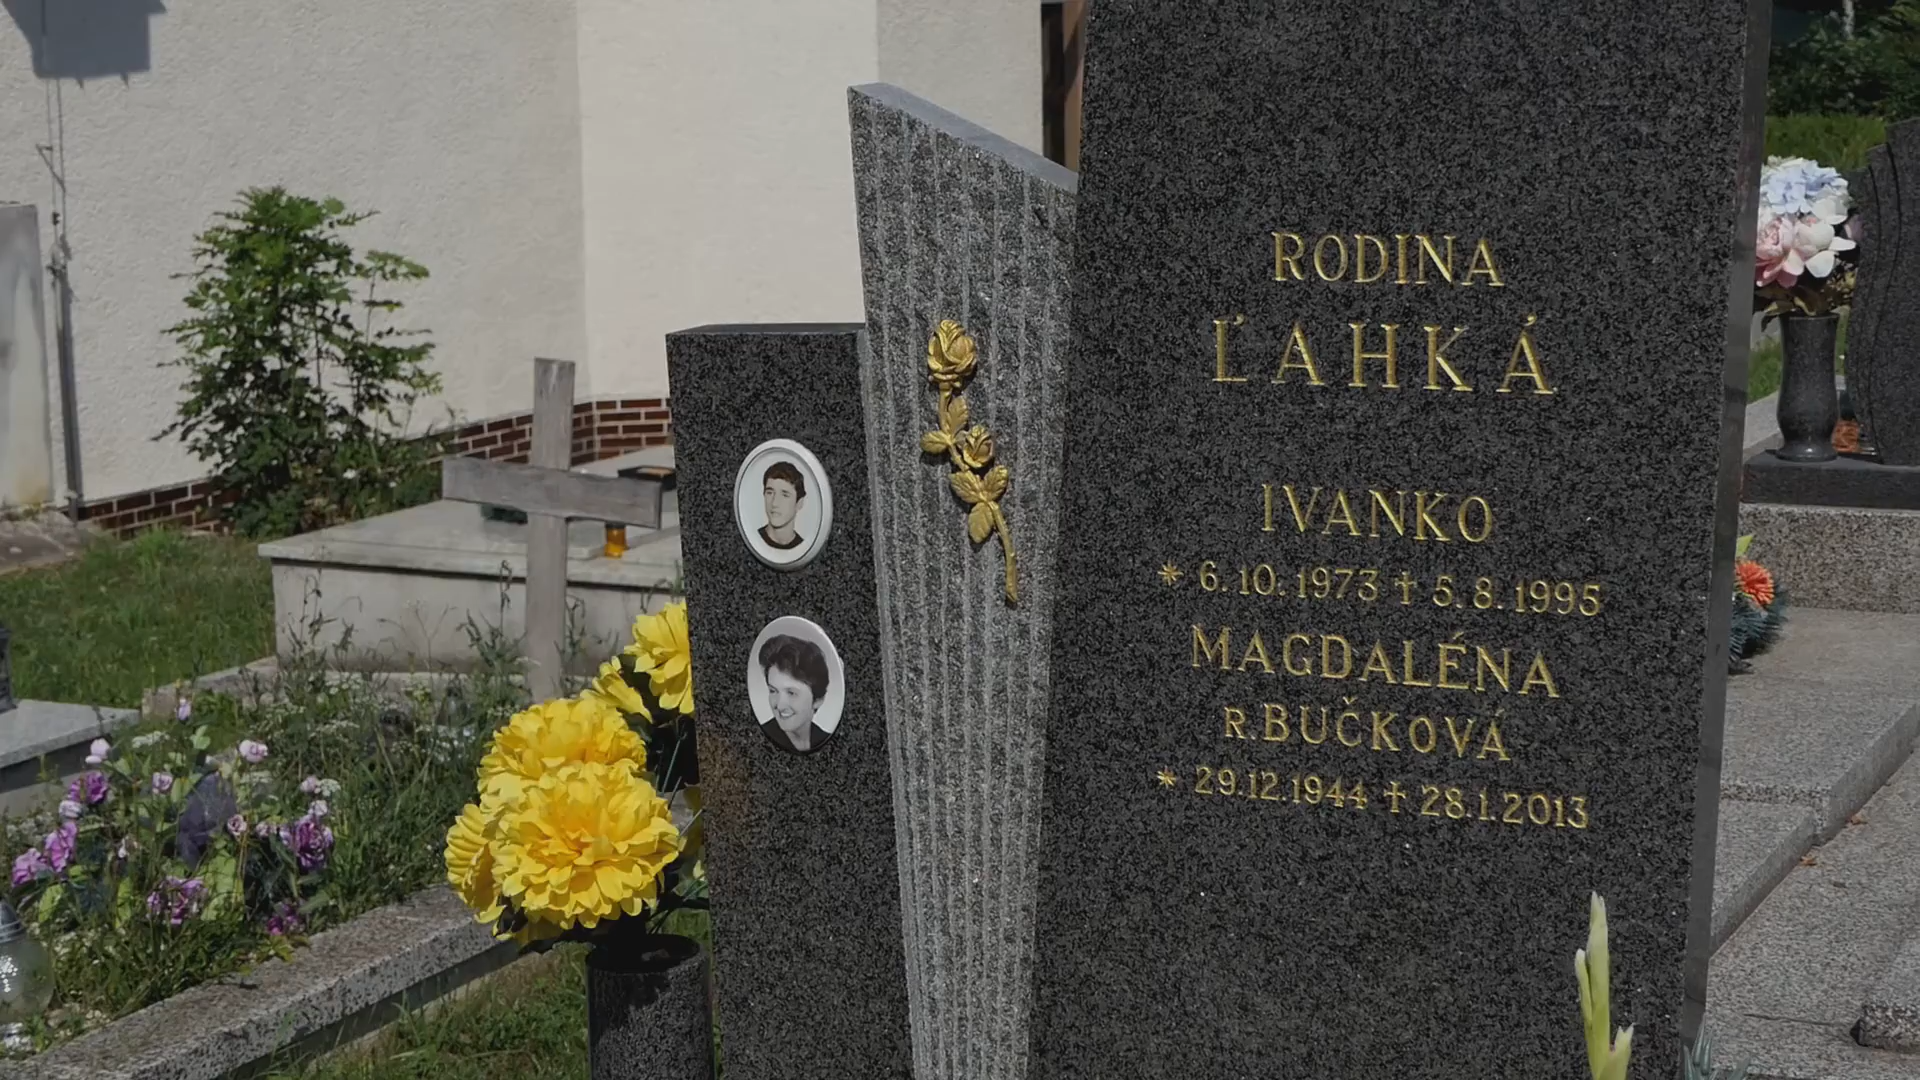 RODINA
ĽAHKÁ
IVANKO
* 6.10.1973 † 5.8.1995
MAGDALÉNA
R.BUČKOVÁ
* 29.12.1944 † 28.1.2013